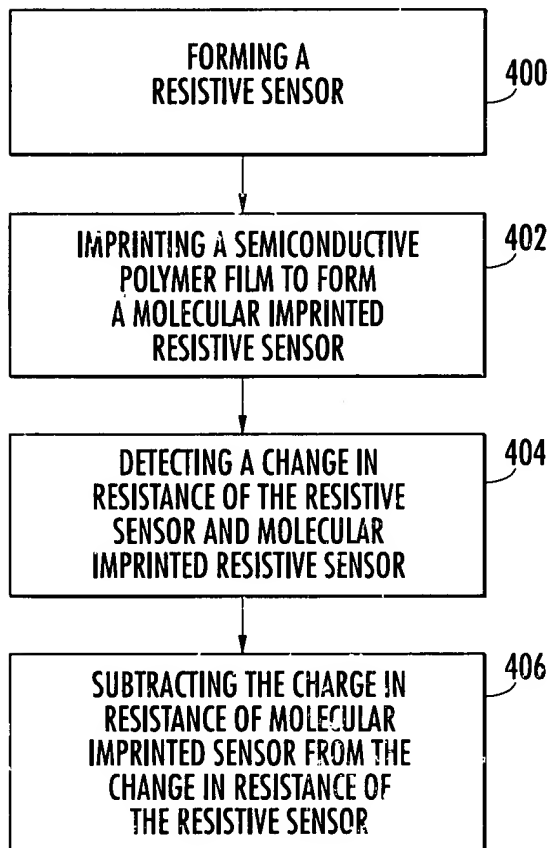 FORMING A
RESISTIVE SENSOR
400
IMPRINTING A SEMICONDUCTIVE
POLYMER FILM TO FORM
A MOLECULAR IMPRINTED
RESISTIVE SENSOR
402
DETECTING A CHANGE IN
RESISTANCE OF THE RESISTIVE
SENSOR AND MOLECULAR
IMPRINTED RESISTIVE SENSOR
404
SUBTRACTING THE CHARGE IN
RESISTANCE OF MOLECULAR
IMPRINTED SENSOR FROM THE
CHANGE IN RESISTANCE OF
THE RESISTIVE SENSOR
406